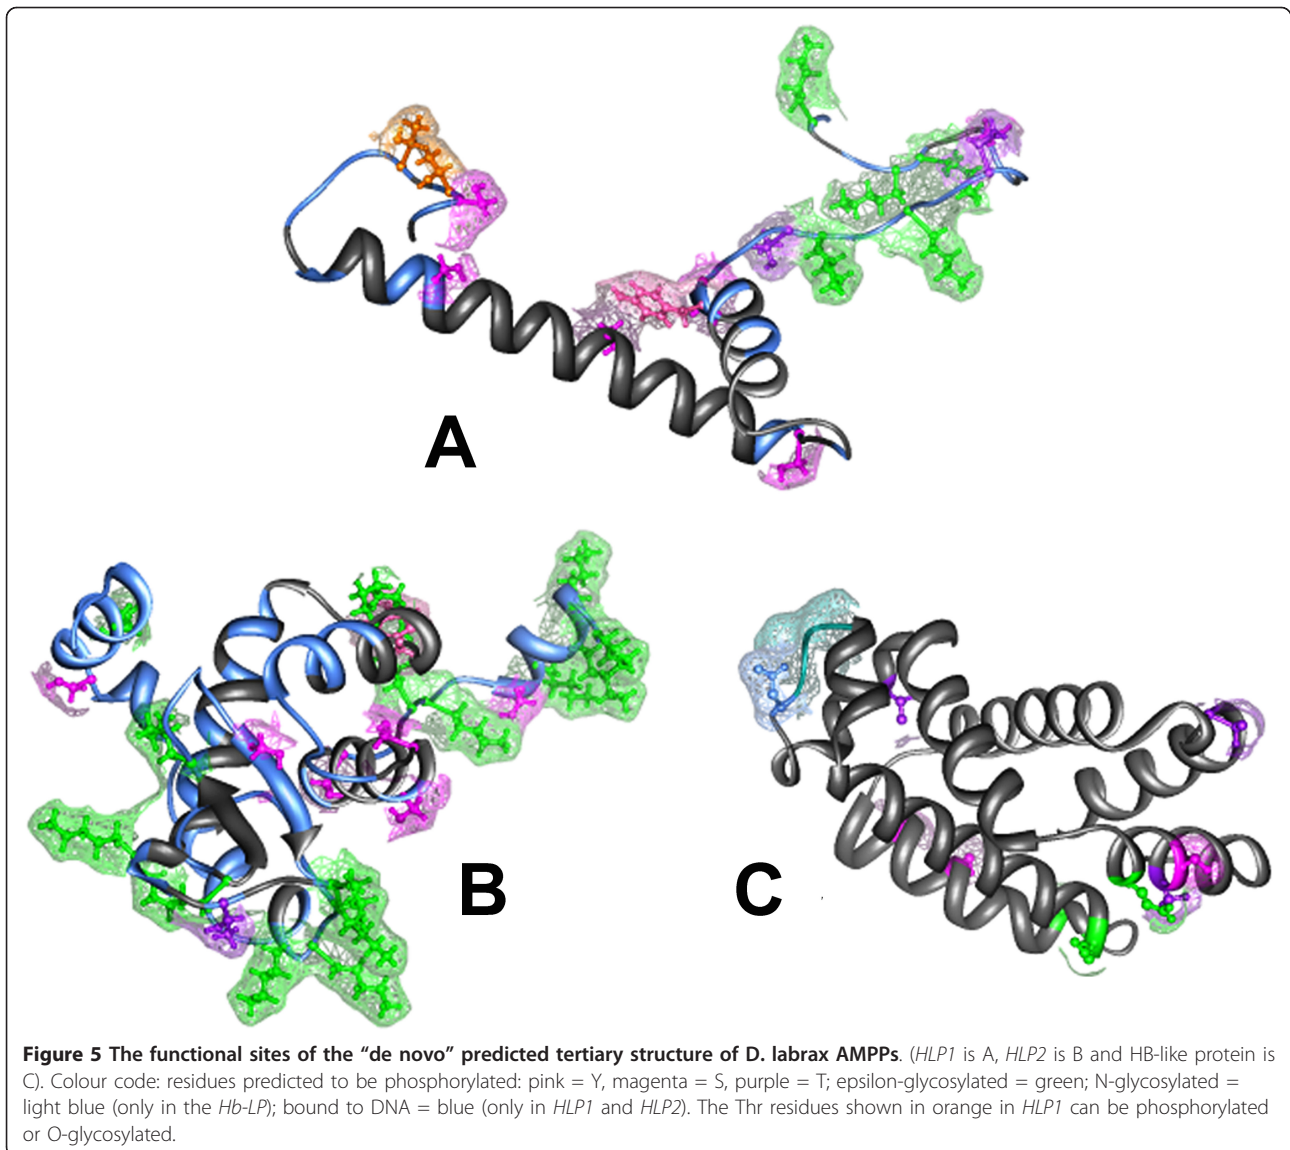 A
B
C
Figure 5 The functional sites of the “de novo” predicted tertiary structure of D. labrax AMPPs. (HLP1 is A, HLP2 is B and HB-like protein is
C). Colour code: residues predicted to be phosphorylated: pink = Y, magenta = S, purple = T; epsilon-glycosylated = green; N-glycosylated =
light blue (only in the Hb-LP); bound to DNA = blue (only in HLP1 and HLP2). The Thr residues shown in orange in HLP1 can be phosphorylated
or O-glycosylated.